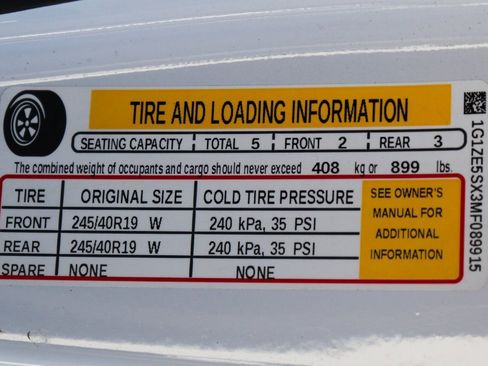 TIRE AND LOADING INFORMATION
SEATING CAPACITY TOTAL 5 FRONT 2 REAR 3
The combined weight of occupants and cargo should never exceed 408 kg or 899 lbs.
TIRE ORIGINAL SIZE COLD TIRE PRESSURE
FRONT 245/40R19 W 240 kPa, 35 PSI
REAR 245/40R19 W 240 kPa, 35 PSI
SPARE NONE NONE
SEE OWNER'S
MANUAL FOR
ADDITIONAL
INFORMATION
1G1ZE5SX3MF089915